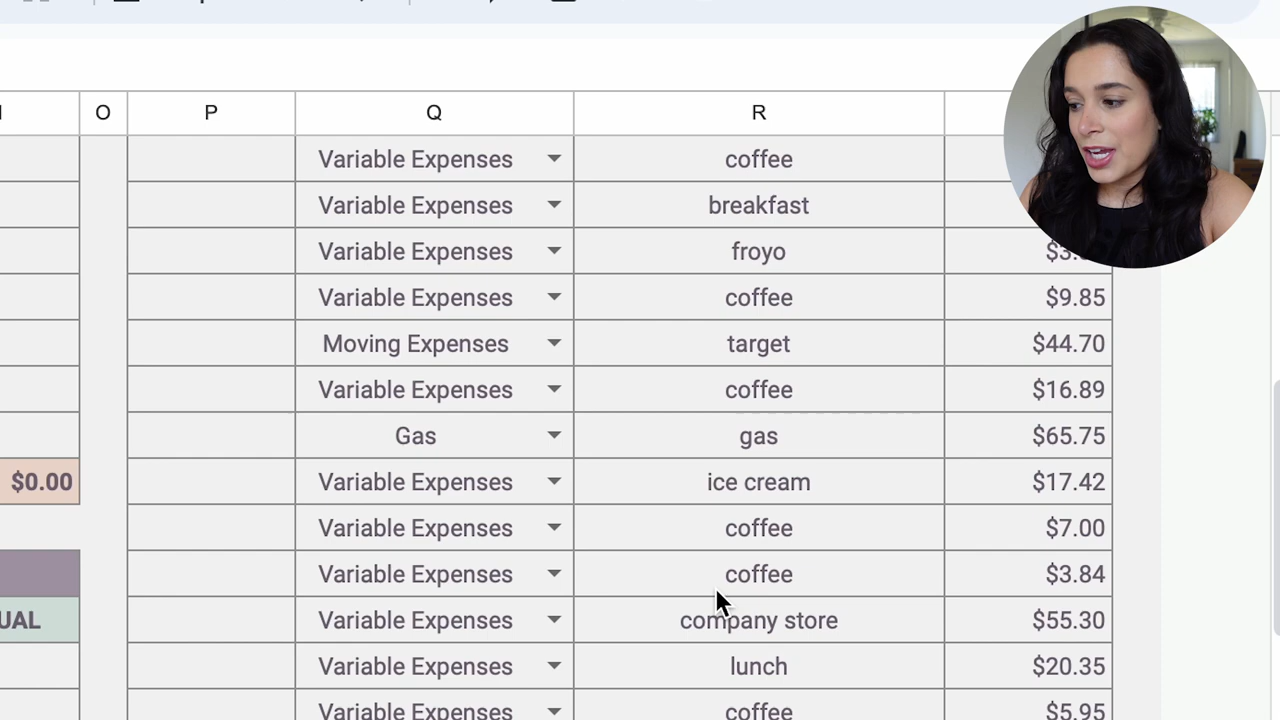 O P Q R
Variable Expenses coffee
Variable Expenses breakfast
Variable Expenses froyo
Variable Expenses coffee $9.85
Moving Expenses target $44.70
Variable Expenses coffee $16.89
Gas gas $65.75
$0.00 Variable Expenses ice cream $17.42
Variable Expenses coffee $7.00
Variable Expenses coffee $3.84
UAL Variable Expenses company store $55.30
Variable Expenses lunch $20.35
Variable Expenses coffee $5.95